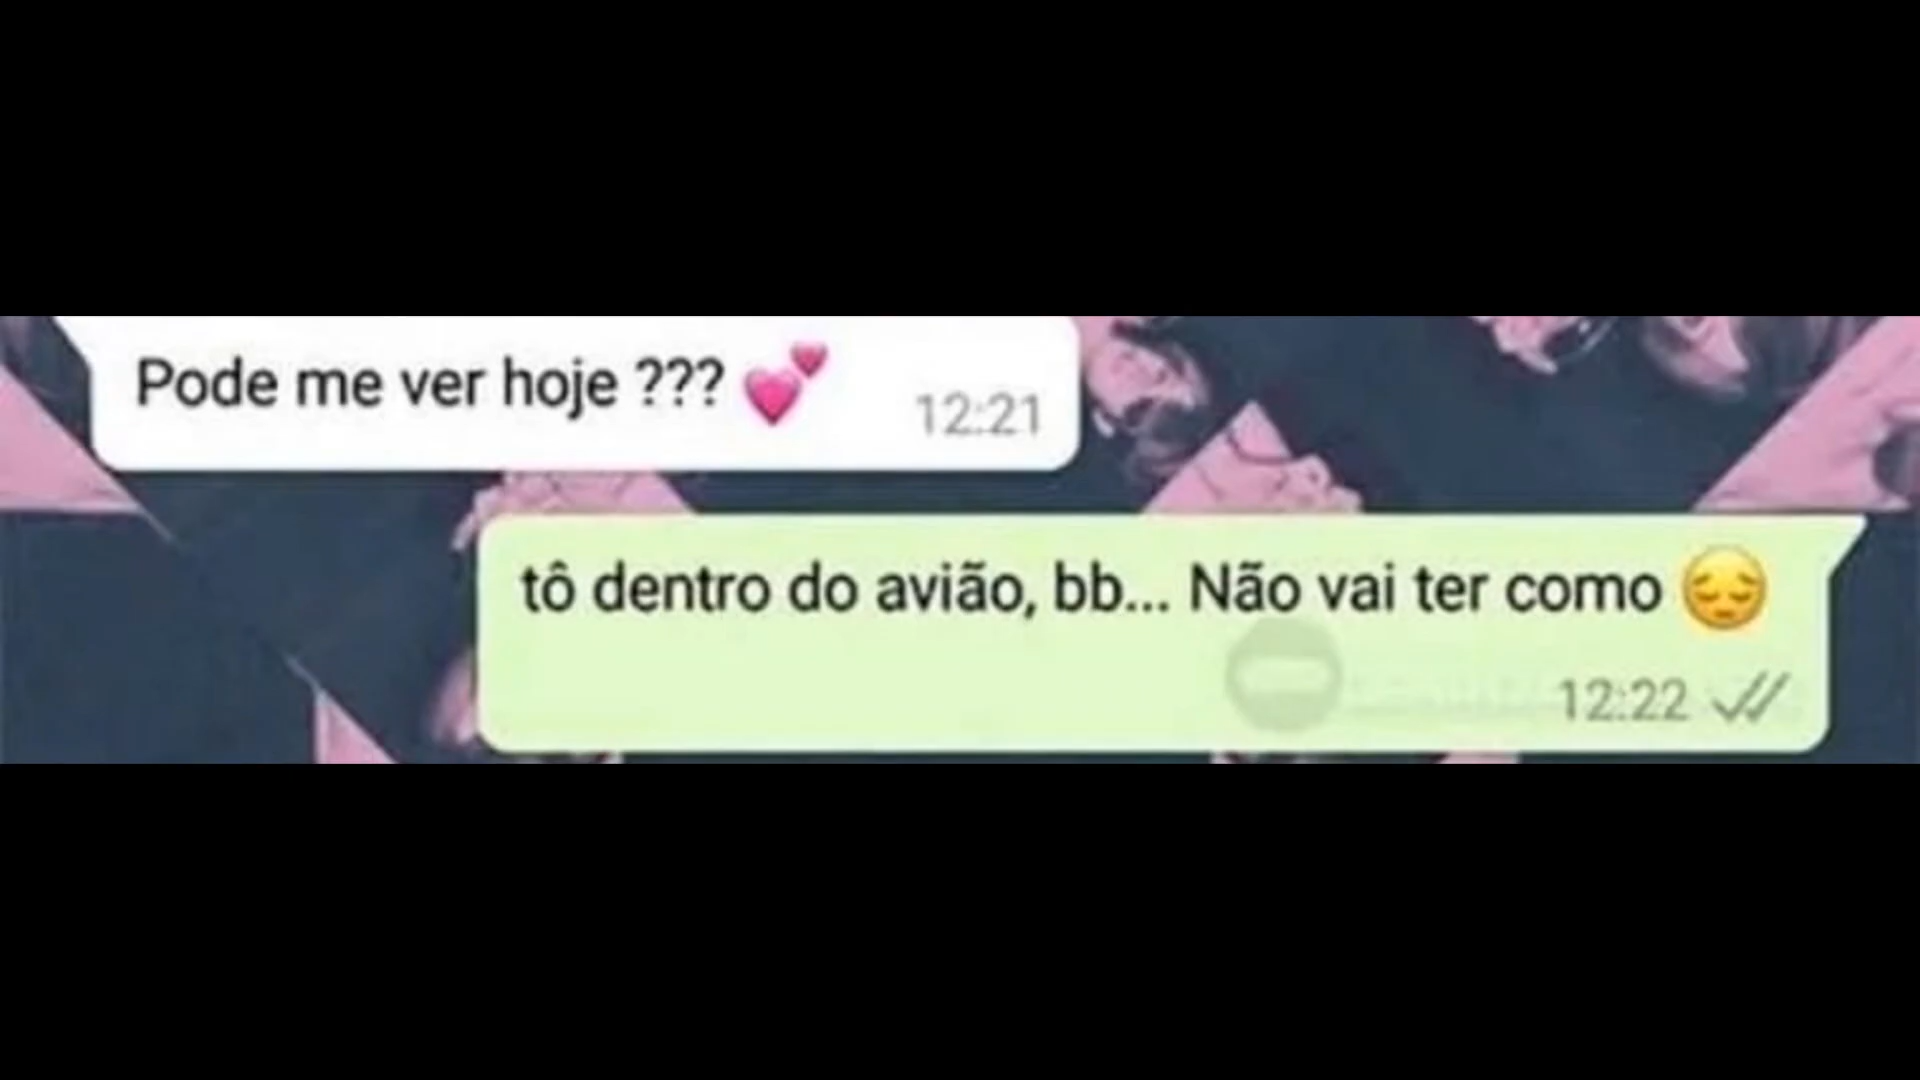 Pode me ver hoje ??? 💕
12:21
tô dentro do avião, bb... Não vai ter como 😔
12:22